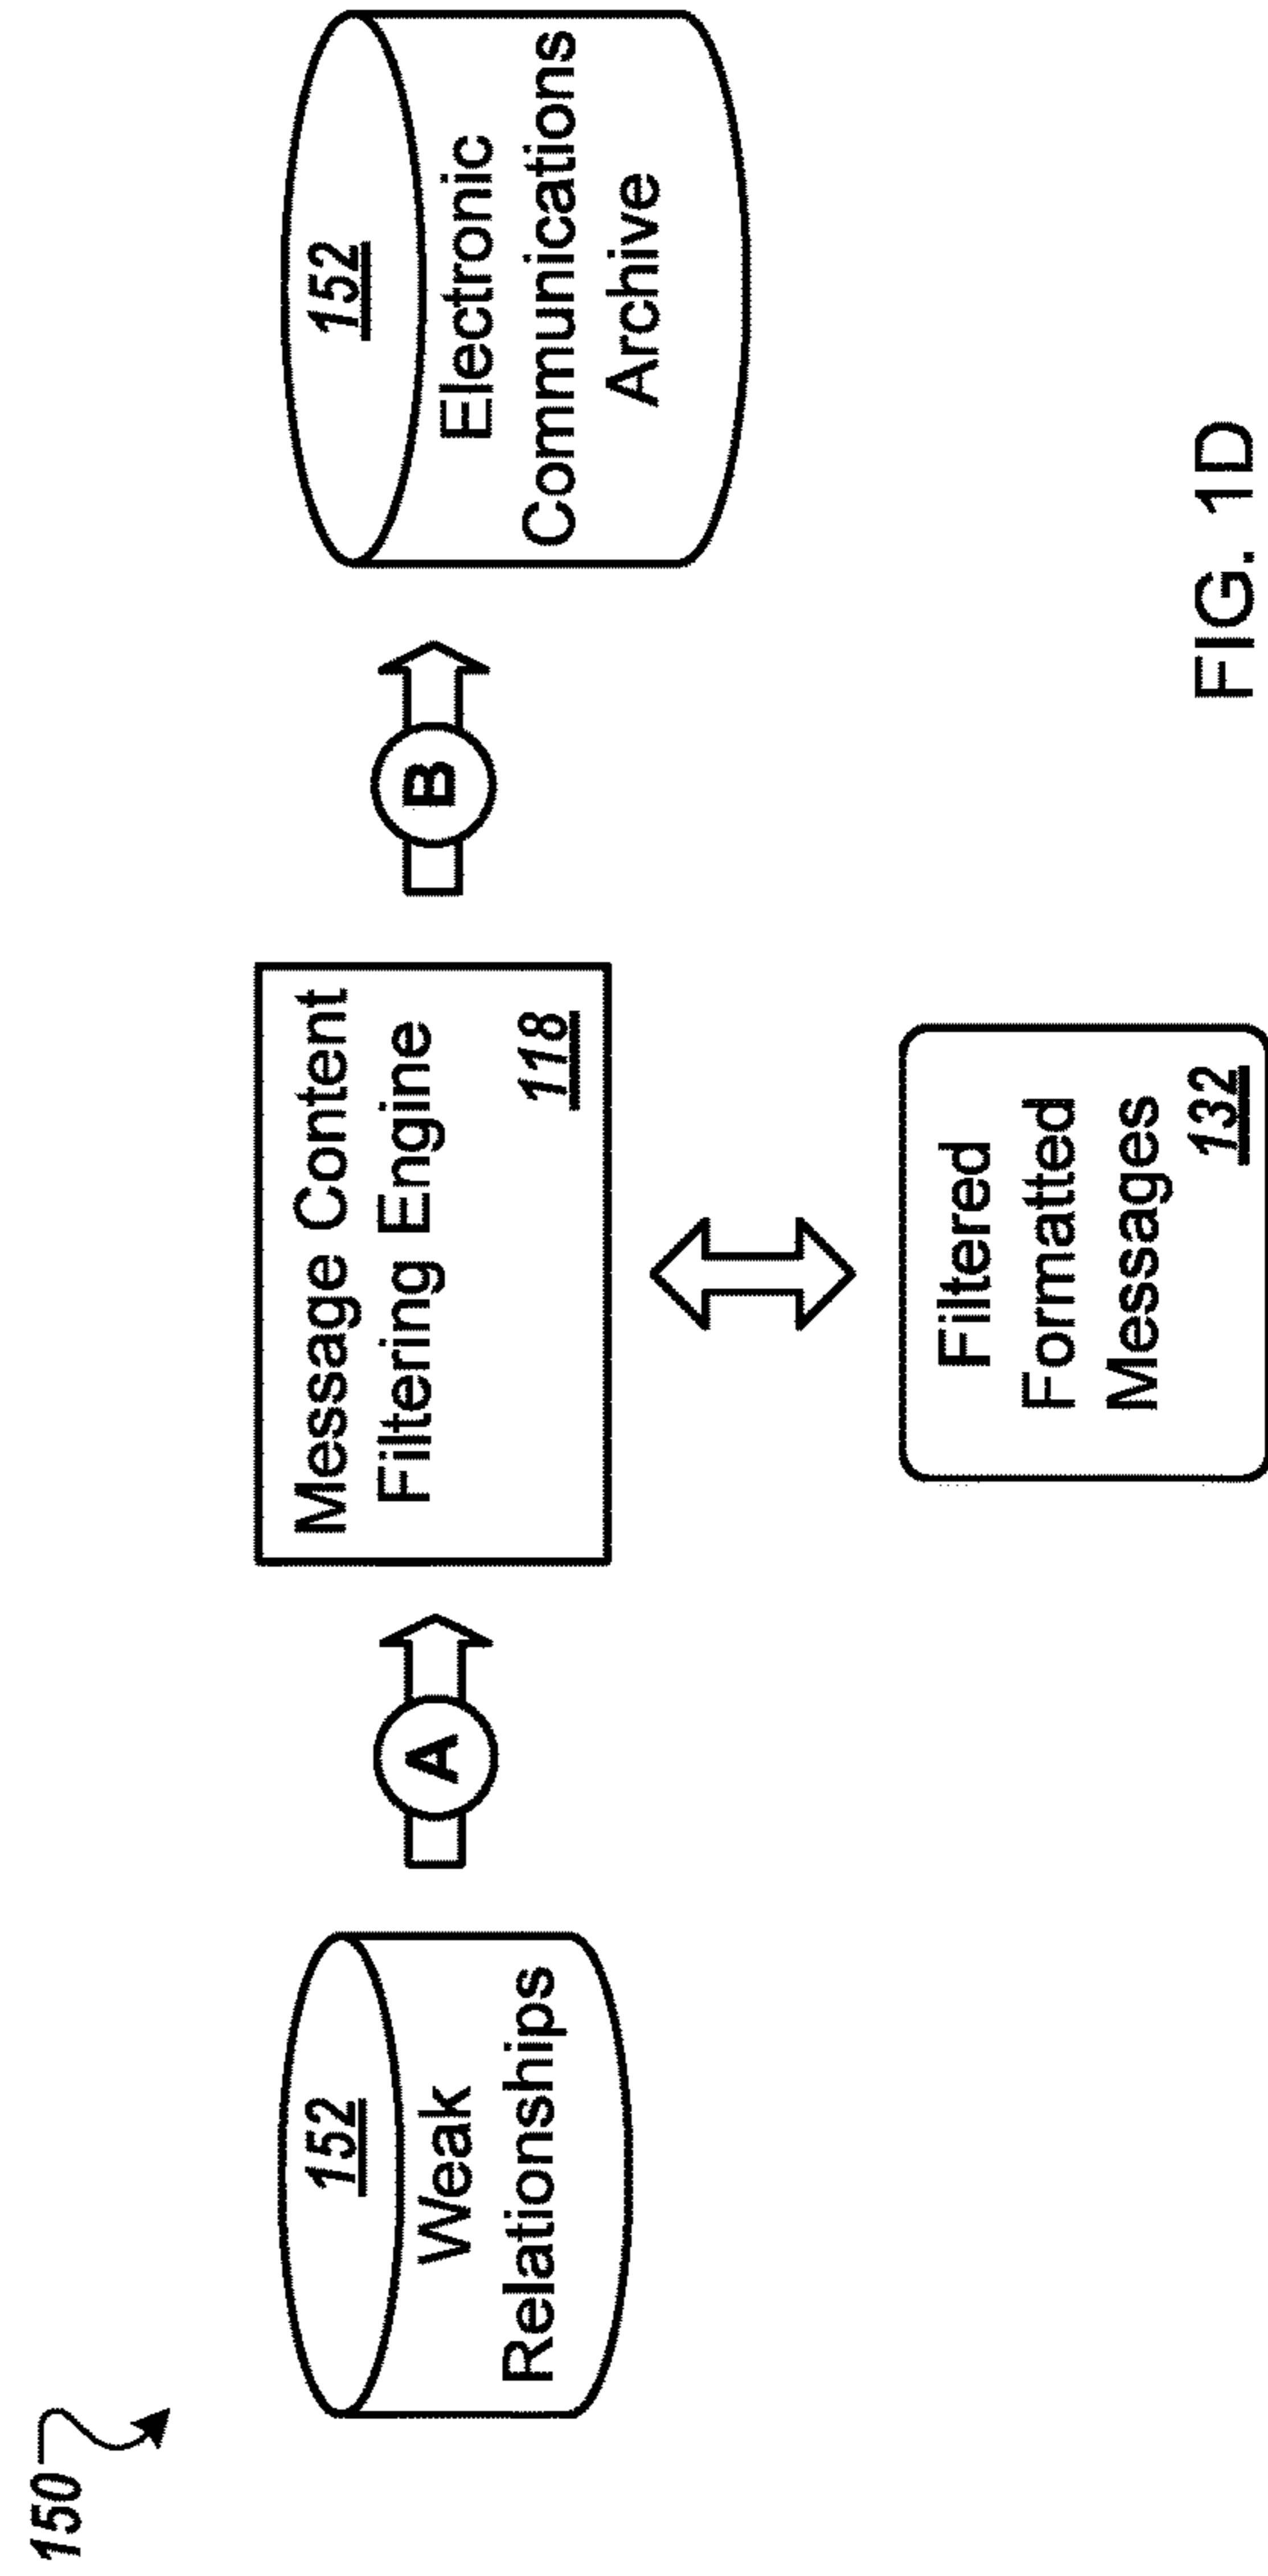 150
152
Weak
Relationships
A
Message Content
Filtering Engine
118
B
152
Electronic
Communications
Archive
Filtered
Formatted
Messages
132
FIG. 1D